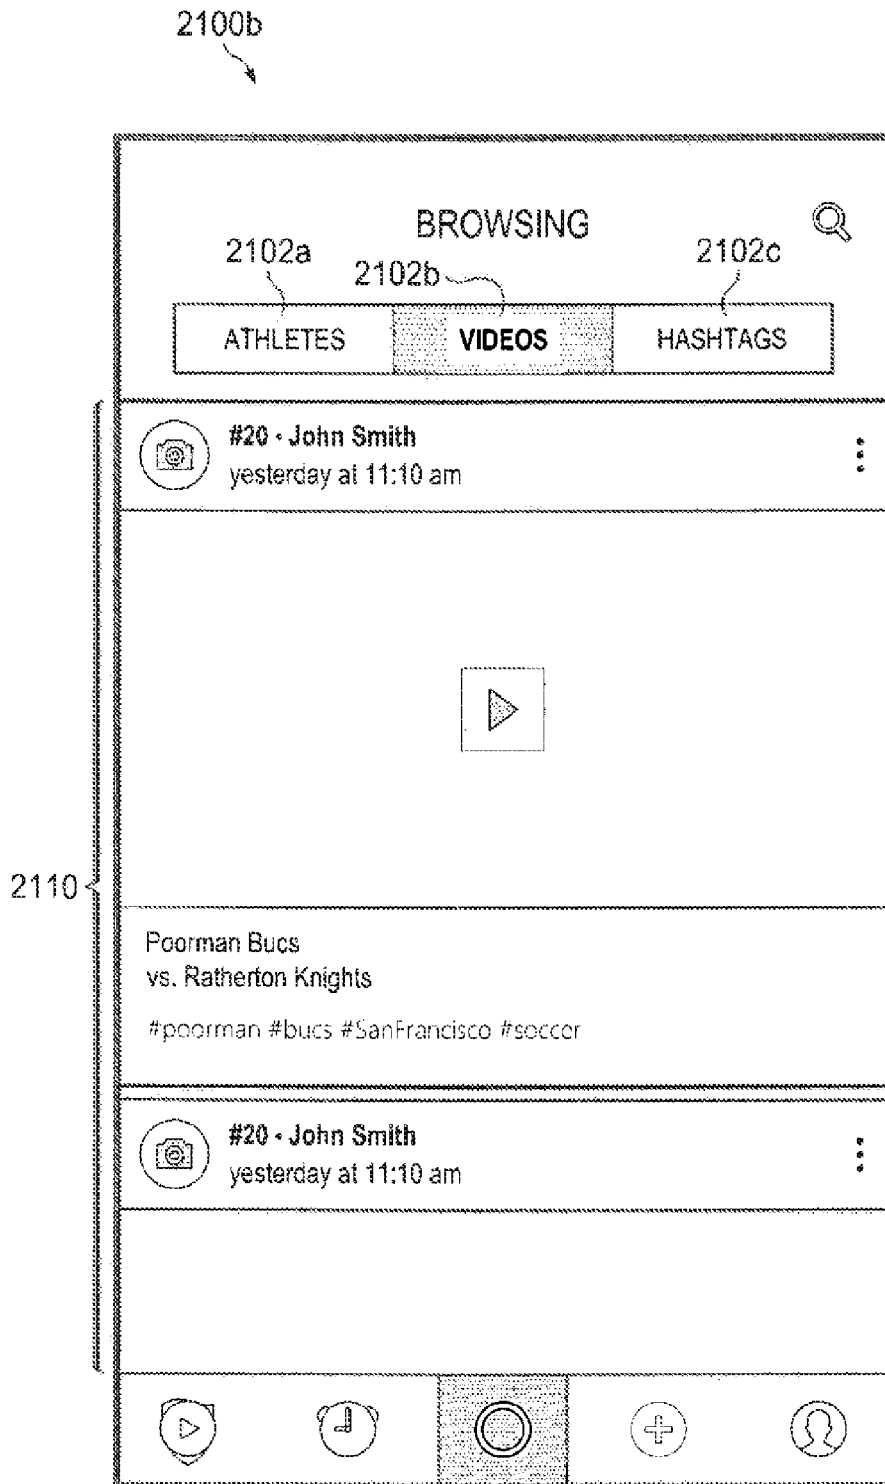 2100b
BROWSING
2102a
2102b
2102c
ATHLETES
VIDEOS
HASHTAGS
#20 • John Smith
yesterday at 11:10 am
2110
Poorman Bucs
vs. Ratherton Knights
#poorman #bucs #SanFrancisco #soccer
#20 • John Smith
yesterday at 11:10 am